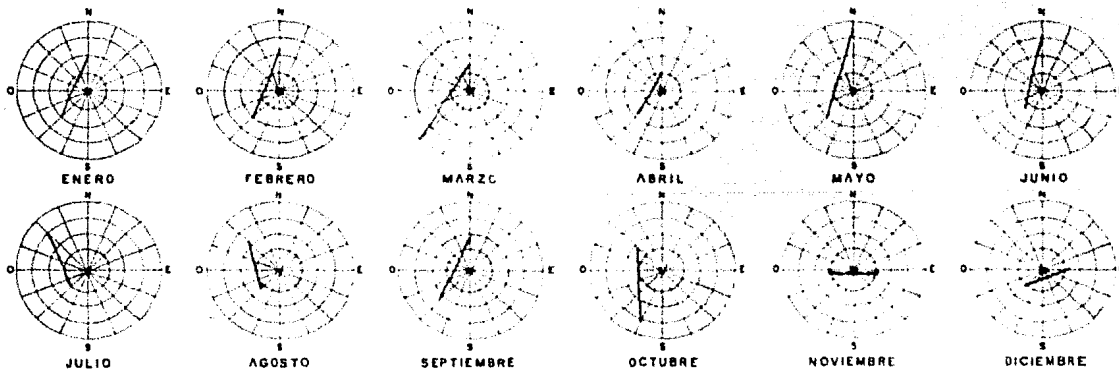 N N N N N N
O E O E O E O E O E O E
S S S S S S
ENERO FEBRERO MARZO ABRIL MAYO JUNIO
N N N N N N
O E O E O E O E O E O E
S S S S S S
JULIO AGOSTO SEPTIEMBRE OCTUBRE NOVIEMBRE DICIEMBRE